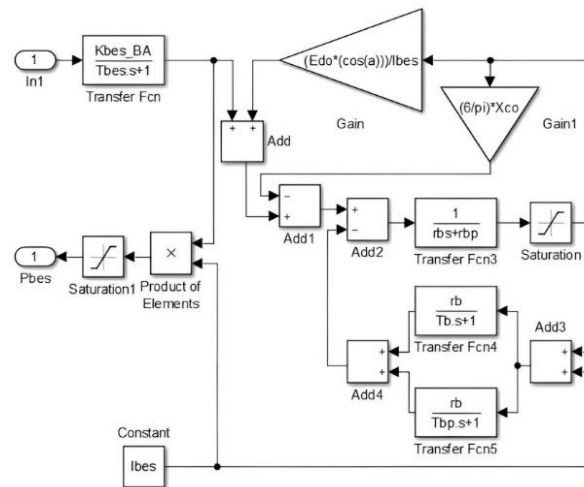 1
In1
Kbes_BA
Tbes.s+1
Transfer Fcn
(Edo*(cos(a)))/Ibes
Gain
(6/pi)*Xco
Gain1
+ +
Add
−
+
Add1
+
−
Add2
1
rbs+rbp
Transfer Fcn3
Saturation
1
Pbes
Saturation1
×
Product of
Elements
rb
Tb.s+1
Transfer Fcn4
Add3
+
+
+
+
Add4
rb
Tbp.s+1
Transfer Fcn5
Constant
Ibes